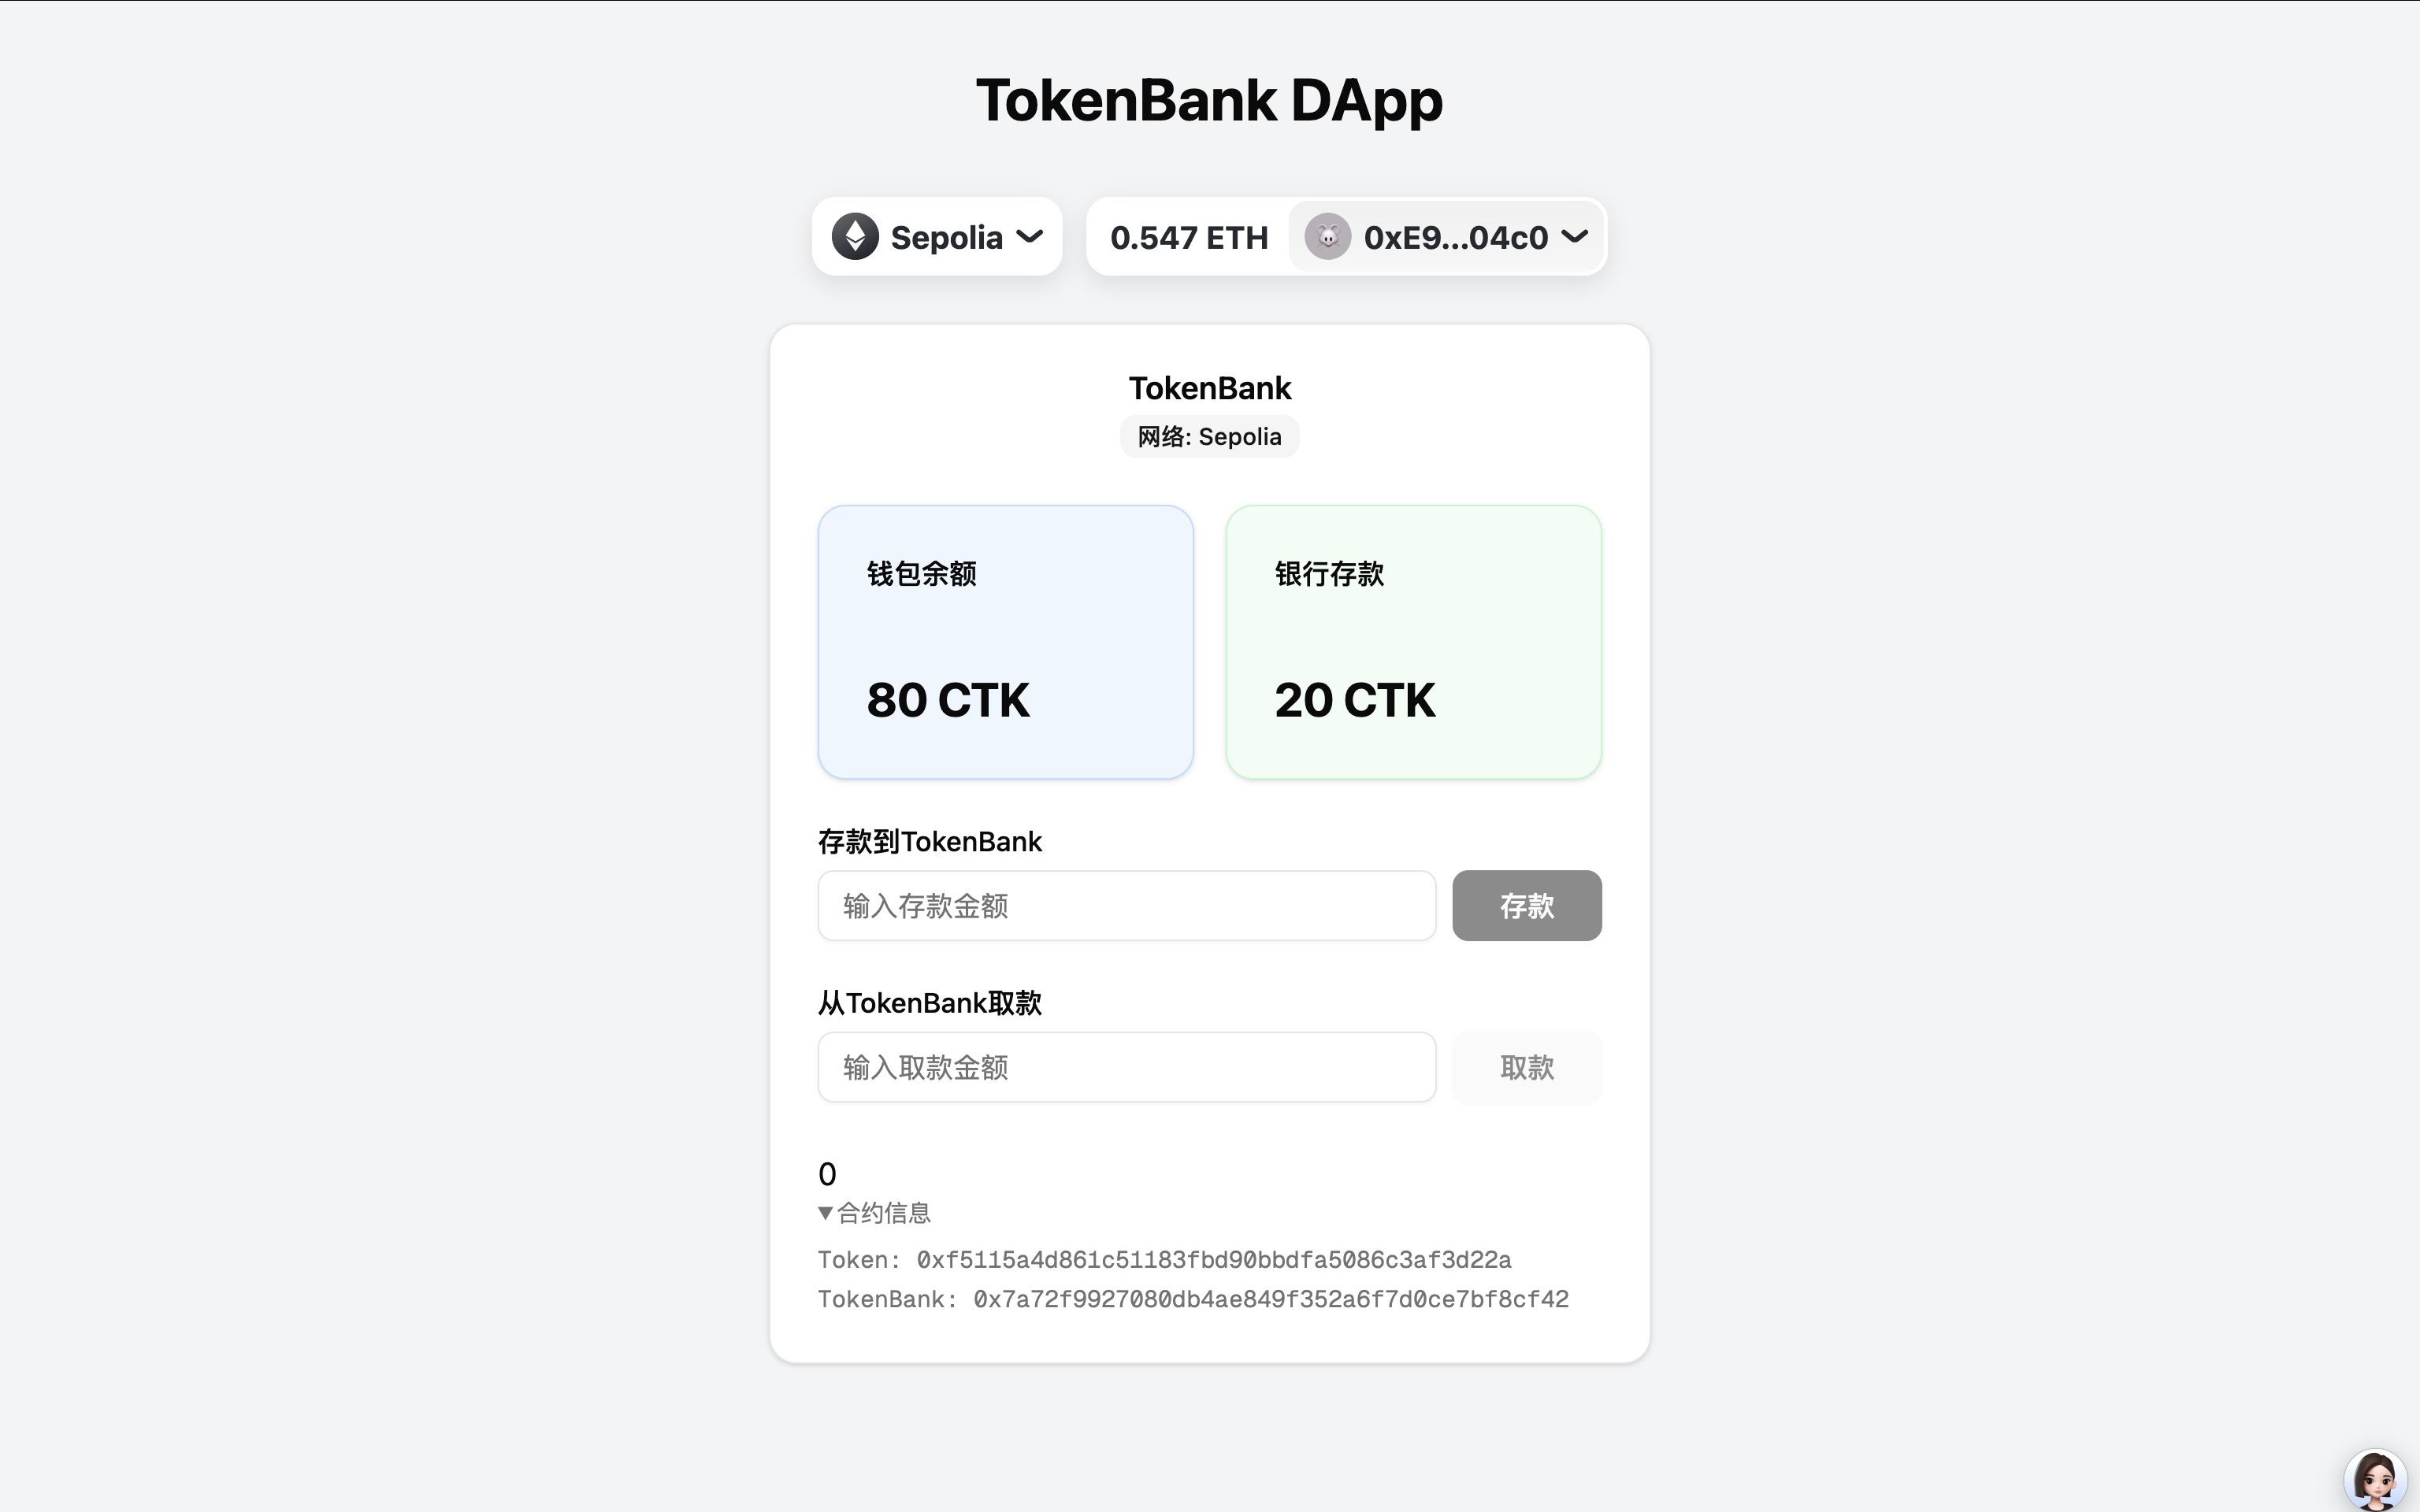 TokenBank DApp
Sepolia
0.547 ETH
0xE9...04c0
TokenBank
网络: Sepolia
钱包余额
银行存款
80 CTK
20 CTK
存款到TokenBank
输入存款金额
存款
从TokenBank取款
输入取款金额
取款
0
▼合约信息
Token: 0xf5115a4d861c51183fbd90bbdfa5086c3af3d22a
TokenBank: 0x7a72f9927080db4ae849f352a6f7d0ce7bf8cf42